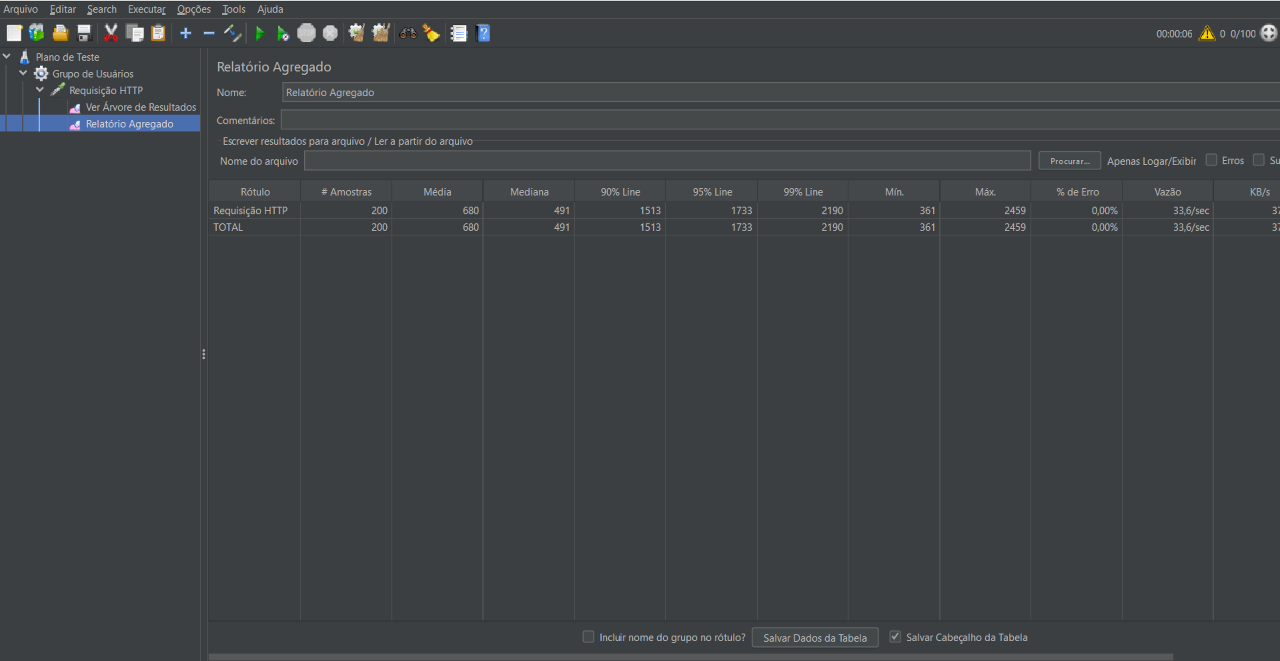 Arquivo Editar Search Executar Opções Tools Ajuda
00:00:06 0 0/100
Plano de Teste
Grupo de Usuários
Requisição HTTP
Ver Árvore de Resultados
Relatório Agregado
Relatório Agregado
Nome: Relatório Agregado
Comentários:
Escrever resultados para arquivo / Ler a partir do arquivo
Nome do arquivo Procurar... Apenas Logar/Exibir Erros Su
Rótulo # Amostras Média Mediana 90% Line 95% Line 99% Line Mín. Máx. % de Erro Vazão KB/s
Requisição HTTP 200 680 491 1513 1733 2190 361 2459 0,00% 33,6/sec 37
TOTAL 200 680 491 1513 1733 2190 361 2459 0,00% 33,6/sec 37
Incluir nome do grupo no rótulo? Salvar Dados da Tabela Salvar Cabeçalho da Tabela